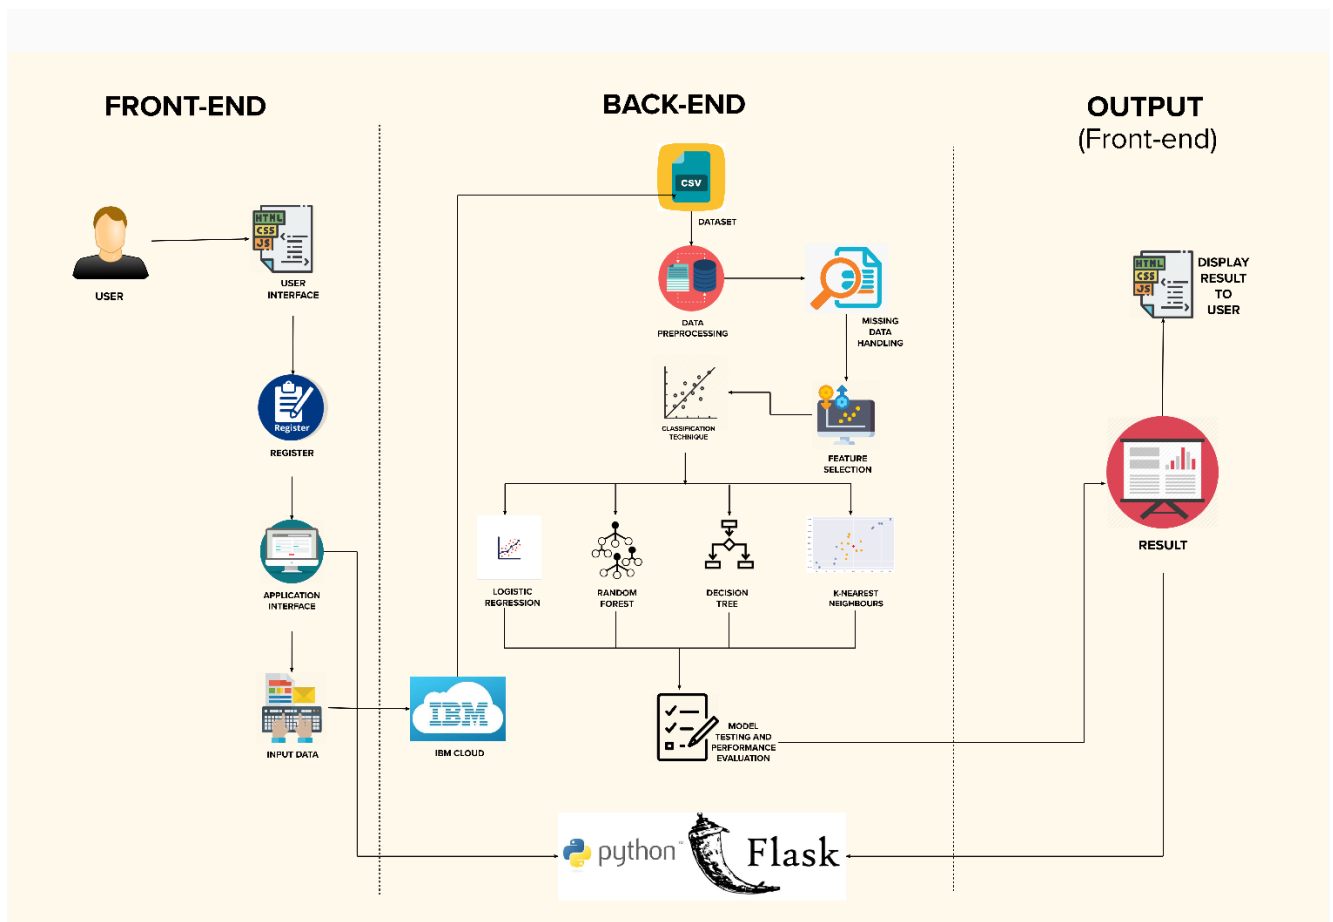 FRONT-END
BACK-END
OUTPUT
(Front-end)
HTML
CSS
JS
USER
USER
INTERFACE
Register
REGISTER
APPLICATION
INTERFACE
INPUT DATA
IBM
IBM CLOUD
CSV
DATASET
DATA
PREPROCESSING
MISSING
DATA
HANDLING
FEATURE
SELECTION
CLASSIFICATION
TECHNIQUE
LOGISTIC
REGRESSION
RANDOM
FOREST
DECISION
TREE
K-NEAREST
NEIGHBOURS
MODEL
TESTING AND
PERFORMANCE
EVALUATION
python
Flask
HTML
CSS
JS
DISPLAY
RESULT
TO
USER
RESULT